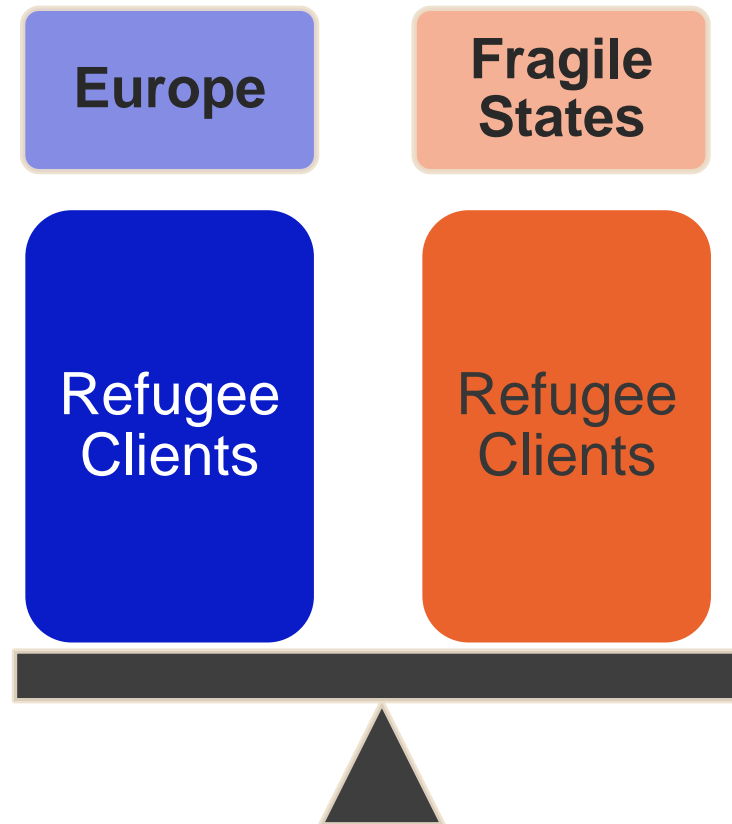 Europe
Fragile
States
Refugee
Clients
Refugee
Clients